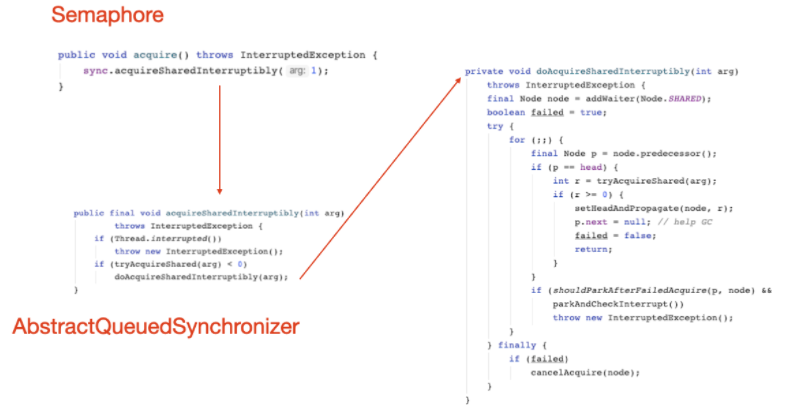 Semaphore
public void acquire() throws InterruptedException {
    sync.acquireSharedInterruptibly( arg: 1);
}
public final void acquireSharedInterruptibly(int arg)
        throws InterruptedException {
    if (Thread.interrupted())
        throw new InterruptedException();
    if (tryAcquireShared(arg) < 0)
        doAcquireSharedInterruptibly(arg);
}
AbstractQueuedSynchronizer
private void doAcquireSharedInterruptibly(int arg)
    throws InterruptedException {
    final Node node = addWaiter(Node.SHARED);
    boolean failed = true;
    try {
        for (;;) {
            final Node p = node.predecessor();
            if (p == head) {
                int r = tryAcquireShared(arg);
                if (r >= 0) {
                    setHeadAndPropagate(node, r);
                    p.next = null; // help GC
                    failed = false;
                    return;
                }
            }
            if (shouldParkAfterFailedAcquire(p, node) &&
                parkAndCheckInterrupt())
                throw new InterruptedException();
        }
    } finally {
        if (failed)
            cancelAcquire(node);
    }
}